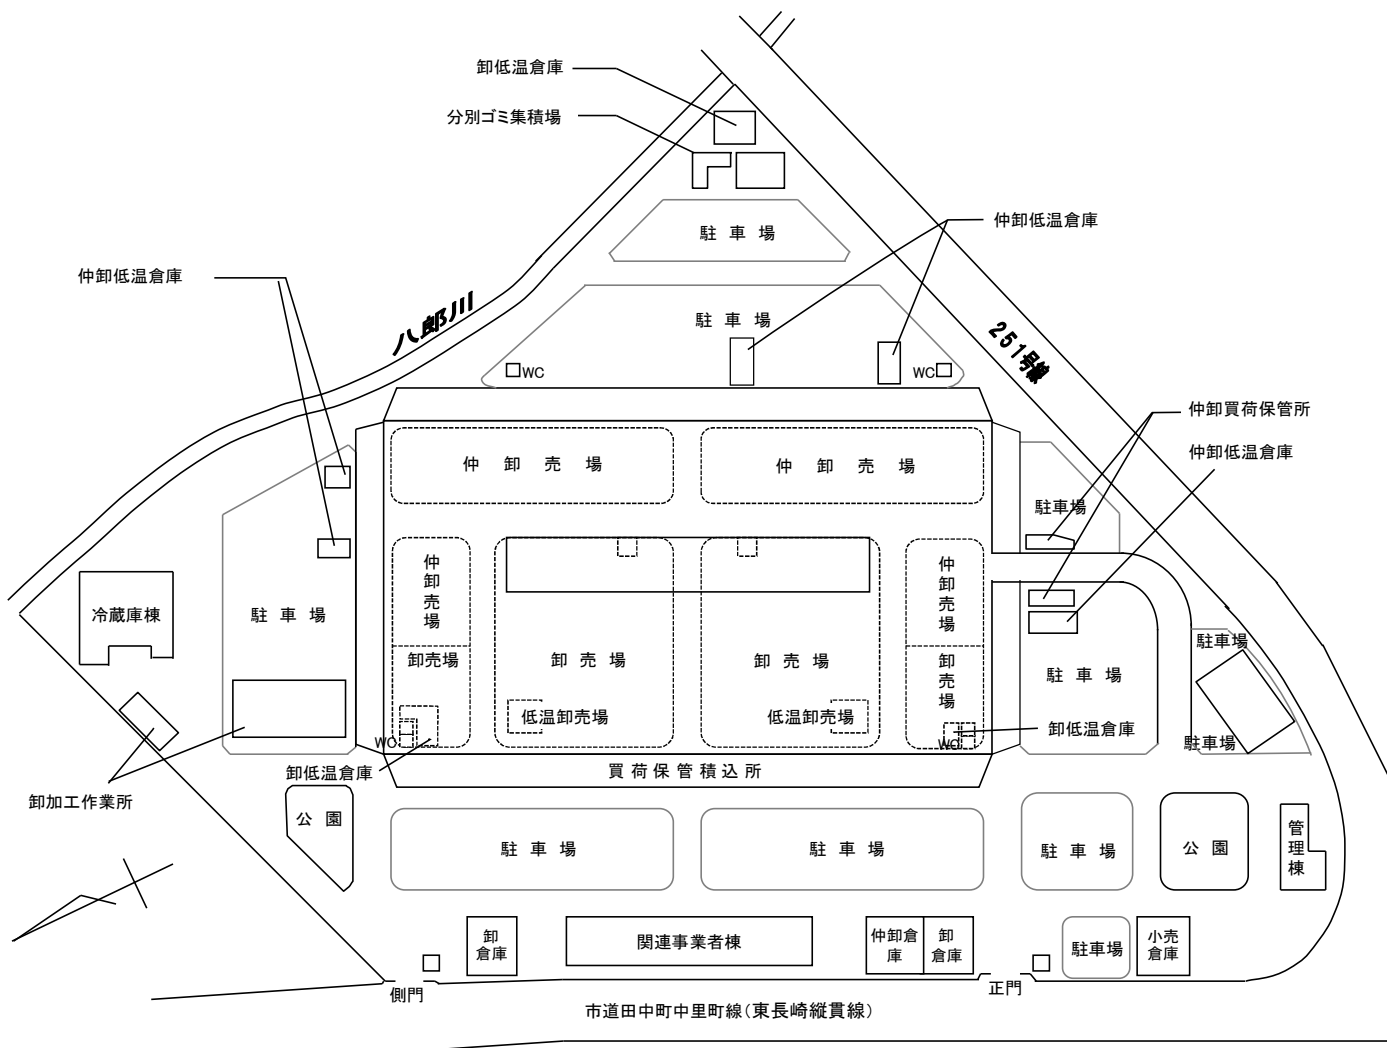 卸低温倉庫
分別ゴミ集積場
仲卸低温倉庫
駐車場
仲卸低温倉庫
八郎川
駐車場
251号線
WC
WC
仲卸買荷保管所
仲卸低温倉庫
仲卸売場
仲卸売場
駐車場
仲卸売場
仲卸売場
冷蔵庫棟
駐車場
駐車場
卸売場
卸売場
卸売場
卸売場
駐車場
低温卸売場
低温卸売場
卸低温倉庫
WC
WC
駐車場
卸低温倉庫
買荷保管積込所
卸加工作業所
公園
駐車場
駐車場
駐車場
公園
管理棟
卸
倉庫
関連事業者棟
仲卸倉
庫
卸
倉庫
駐車場
小売
倉庫
側門
正門
市道田中町中里町線(東長崎縦貫線)